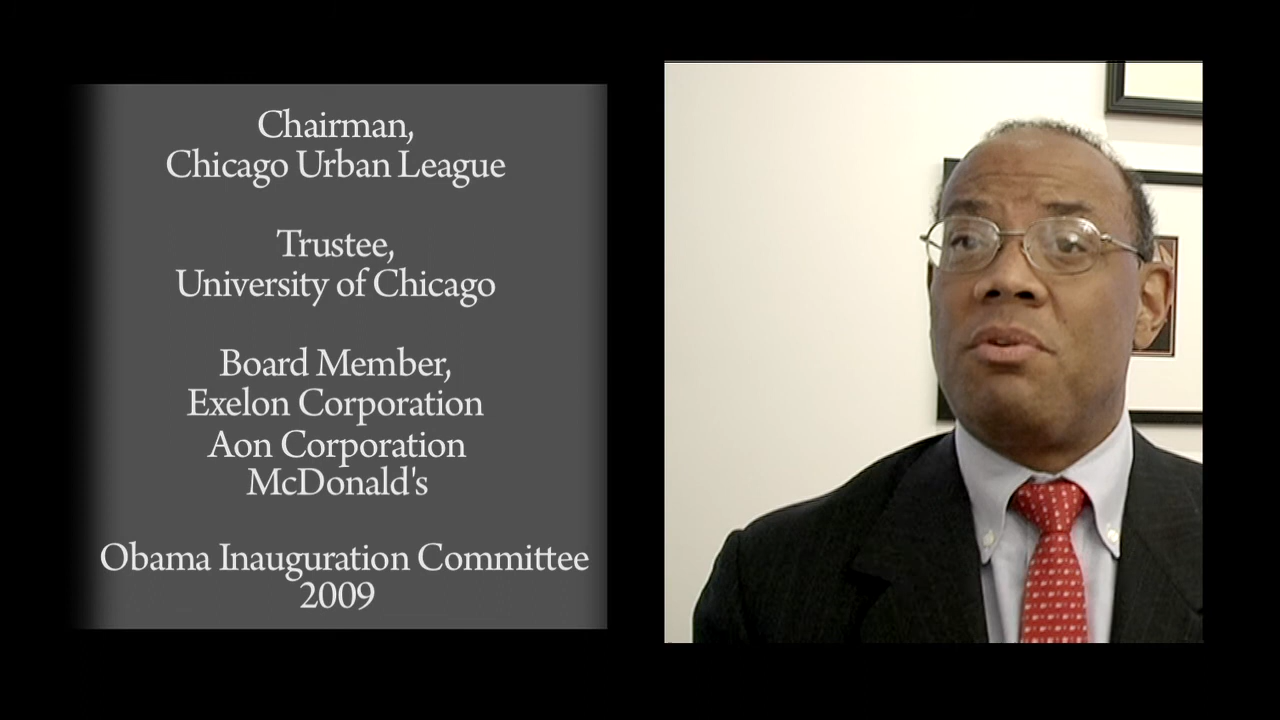 Chairman,
Chicago Urban League
Trustee,
University of Chicago
Board Member,
Exelon Corporation
Aon Corporation
McDonald's
Obama Inauguration Committee
2009